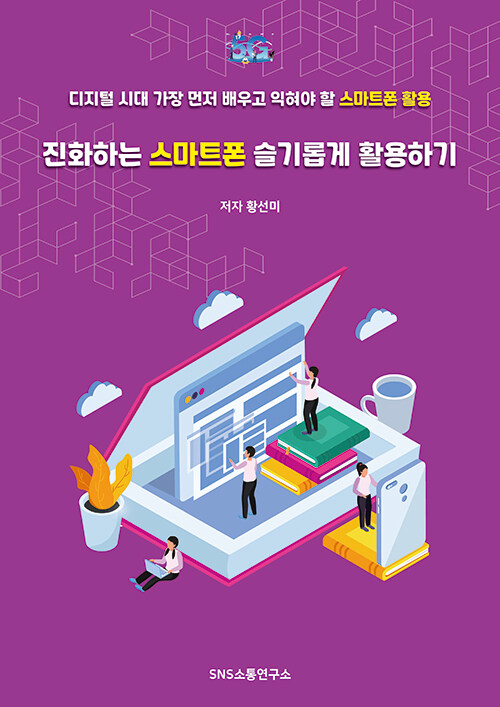 5G
디지털 시대 가장 먼저 배우고 익혀야 할 스마트폰 활용
진화하는 스마트폰 슬기롭게 활용하기
저자 황선미
SNS소통연구소